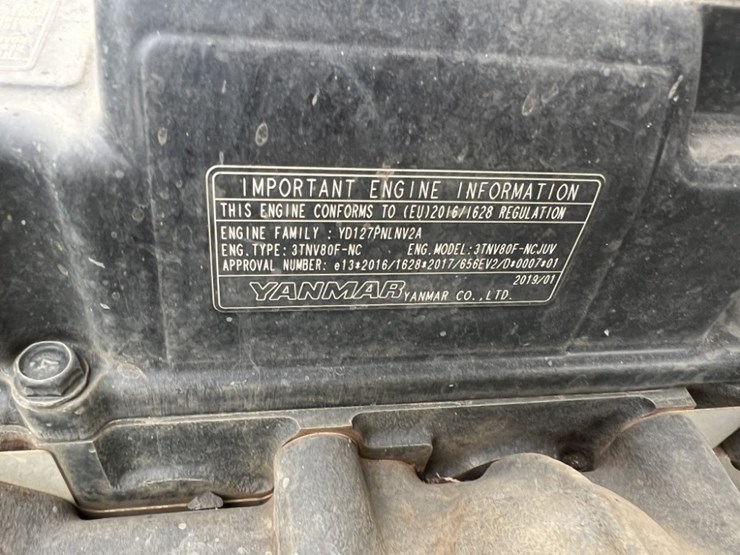 IMPORTANT ENGINE INFORMATION
THIS ENGINE CONFORMS TO (EU)2016/1628 REGULATION
ENGINE FAMILY : YD127PNLNV2A
ENG. TYPE: 3TNV80F-NC ENG. MODEL: 3TNV80F-NCJUV
APPROVAL NUMBER: e13*2016/1628*2017/656EV2/D*0007*01
2019/01
YANMAR YANMAR CO.,LTD.